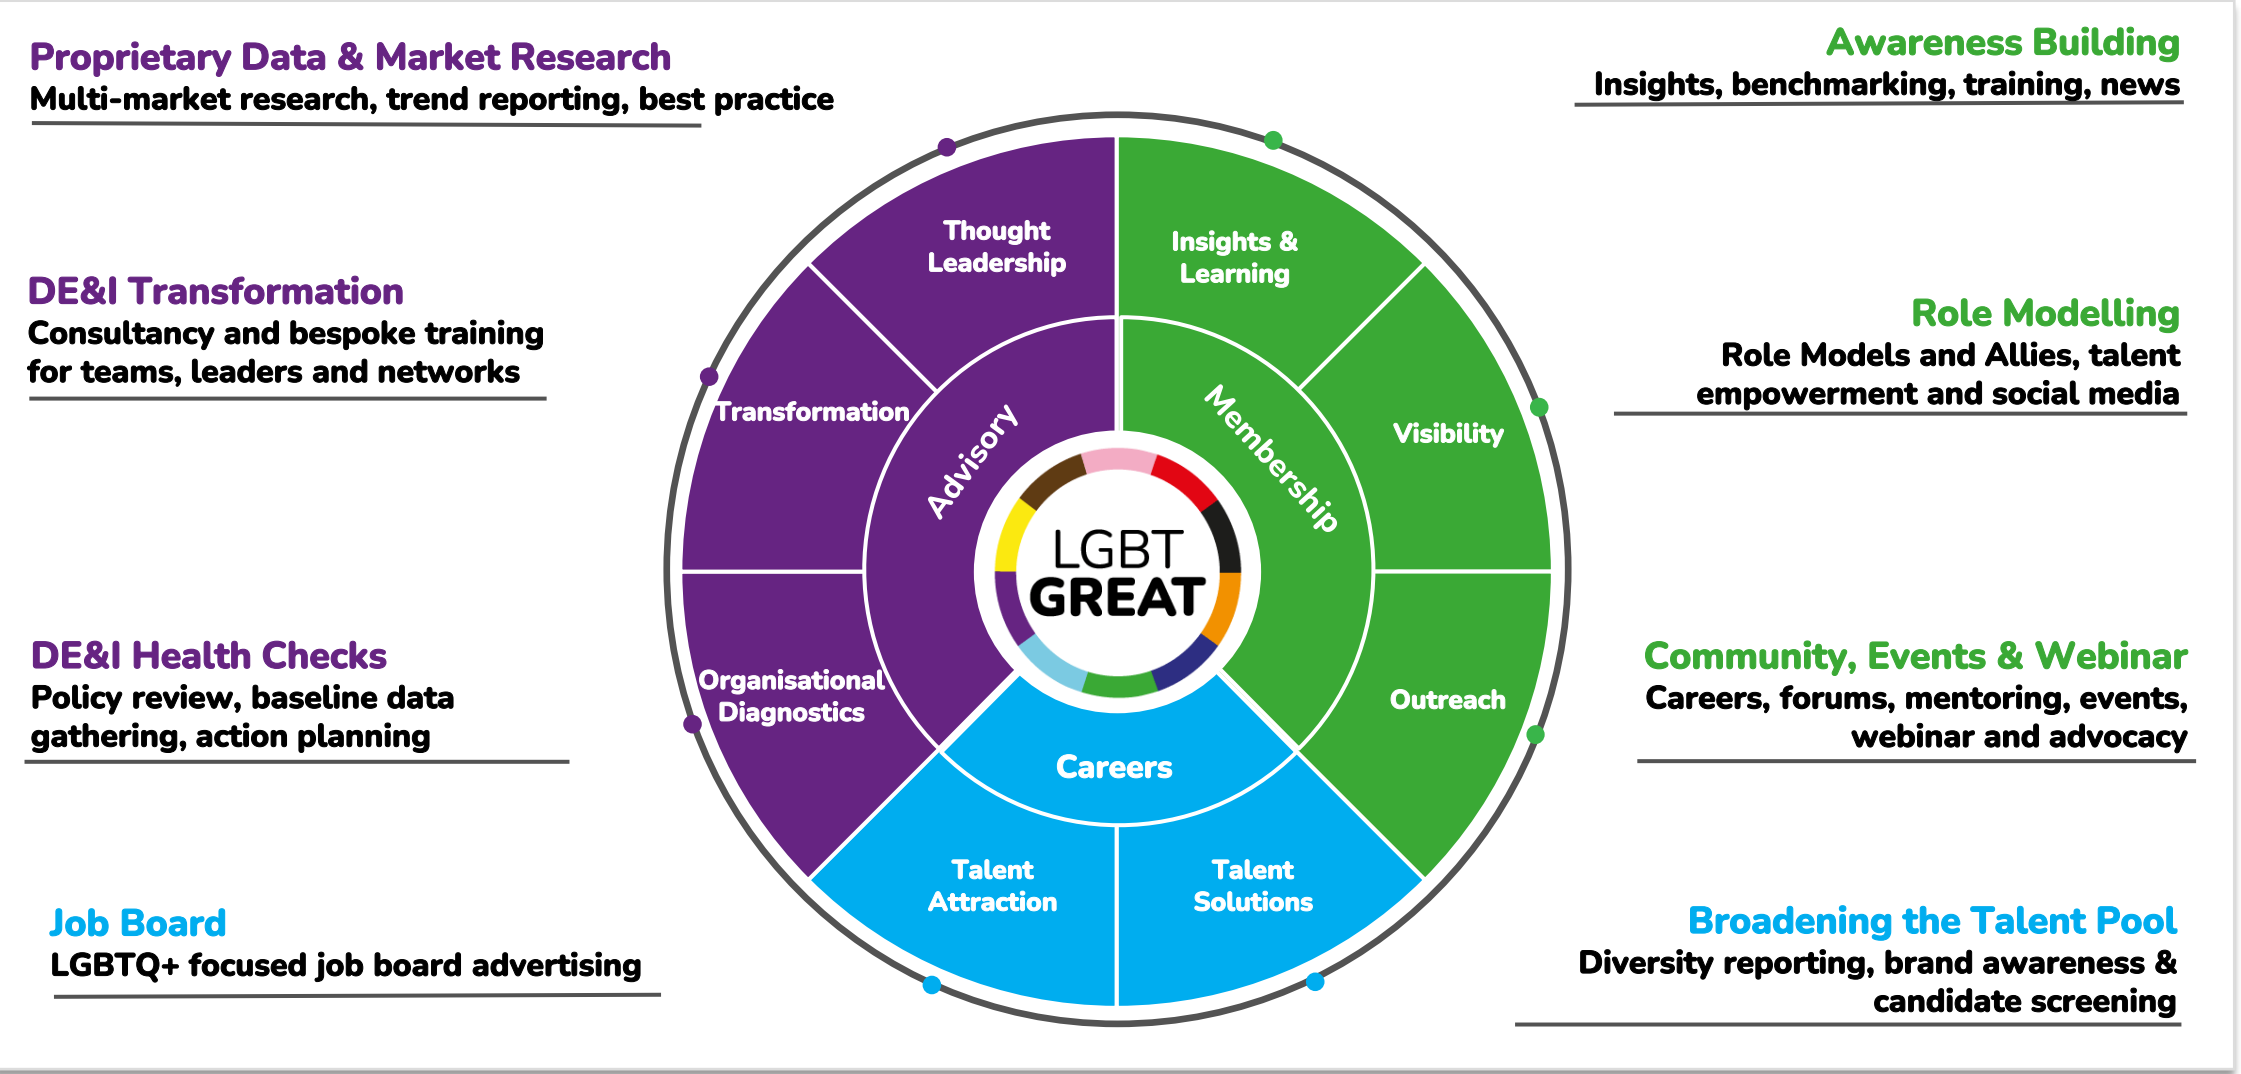 Proprietary Data & Market Research
Multi-market research, trend reporting, best practice
DE&I Transformation
Consultancy and bespoke training
for teams, leaders and networks
DE&I Health Checks
Policy review, baseline data
gathering, action planning
Job Board
LGBTQ+ focused job board advertising
Thought
Leadership
Transformation
Organisational
Diagnostics
Advisory
Insights &
Learning
Visibility
Outreach
Membership
LGBT
GREAT
Careers
Talent
Attraction
Talent
Solutions
Awareness Building
Insights, benchmarking, training, news
Role Modelling
Role Models and Allies, talent
empowerment and social media
Community, Events & Webinar
Careers, forums, mentoring, events,
webinar and advocacy
Broadening the Talent Pool
Diversity reporting, brand awareness &
candidate screening